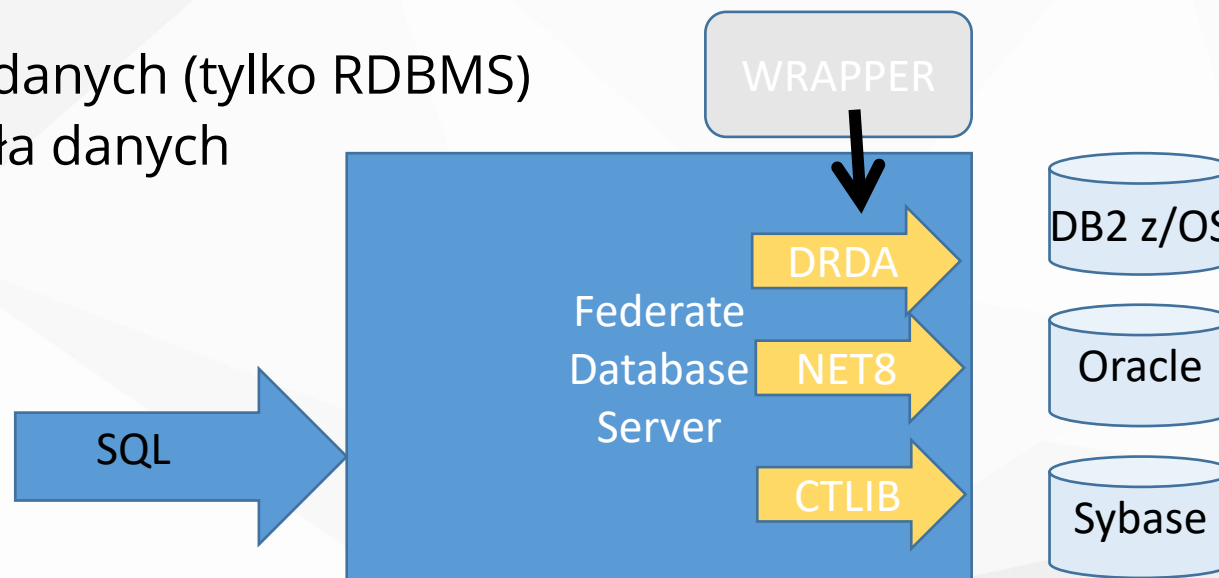 danych (tylko RDBMS)
ła danych
WRAPPER
DRDA
NET8
CTLIB
Federate
Database
Server
SQL
DB2 z/OS
Oracle
Sybase